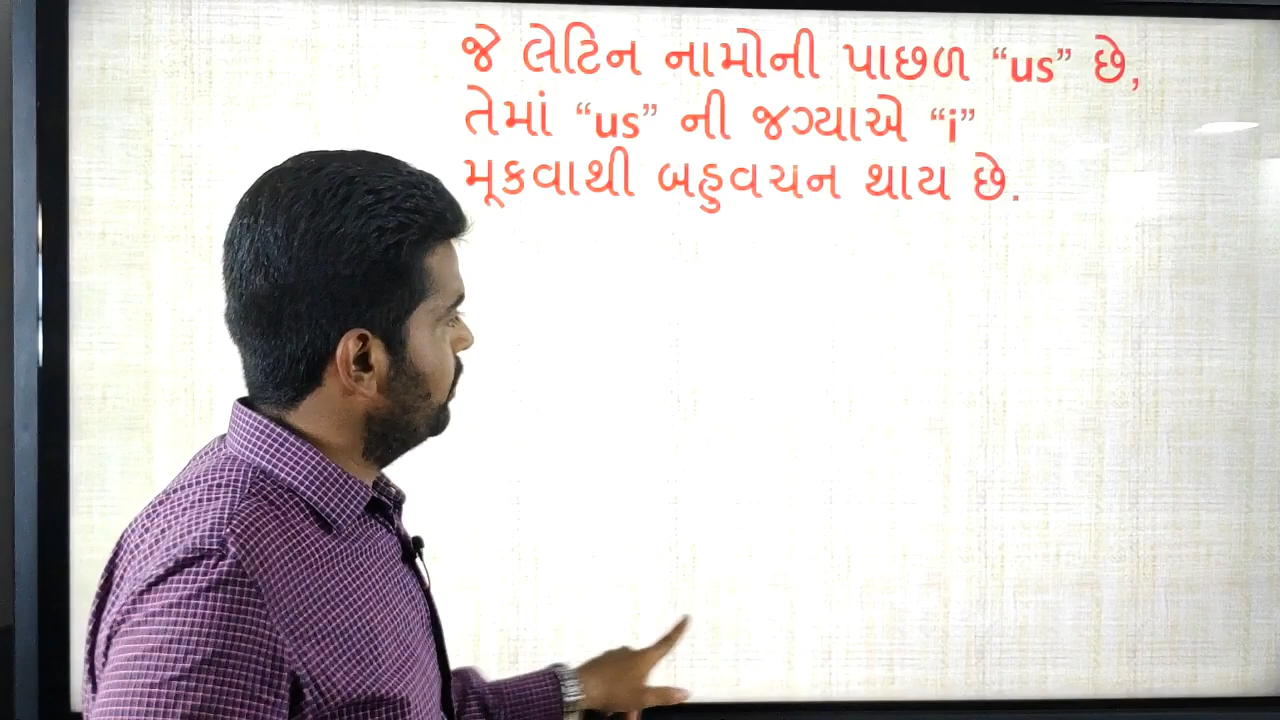 જે લેટિન નામોની પાછળ “us” છે,
તેમાં “us” ની જગ્યાએ “i”
મૂકવાથી બહુવચન થાય છે.